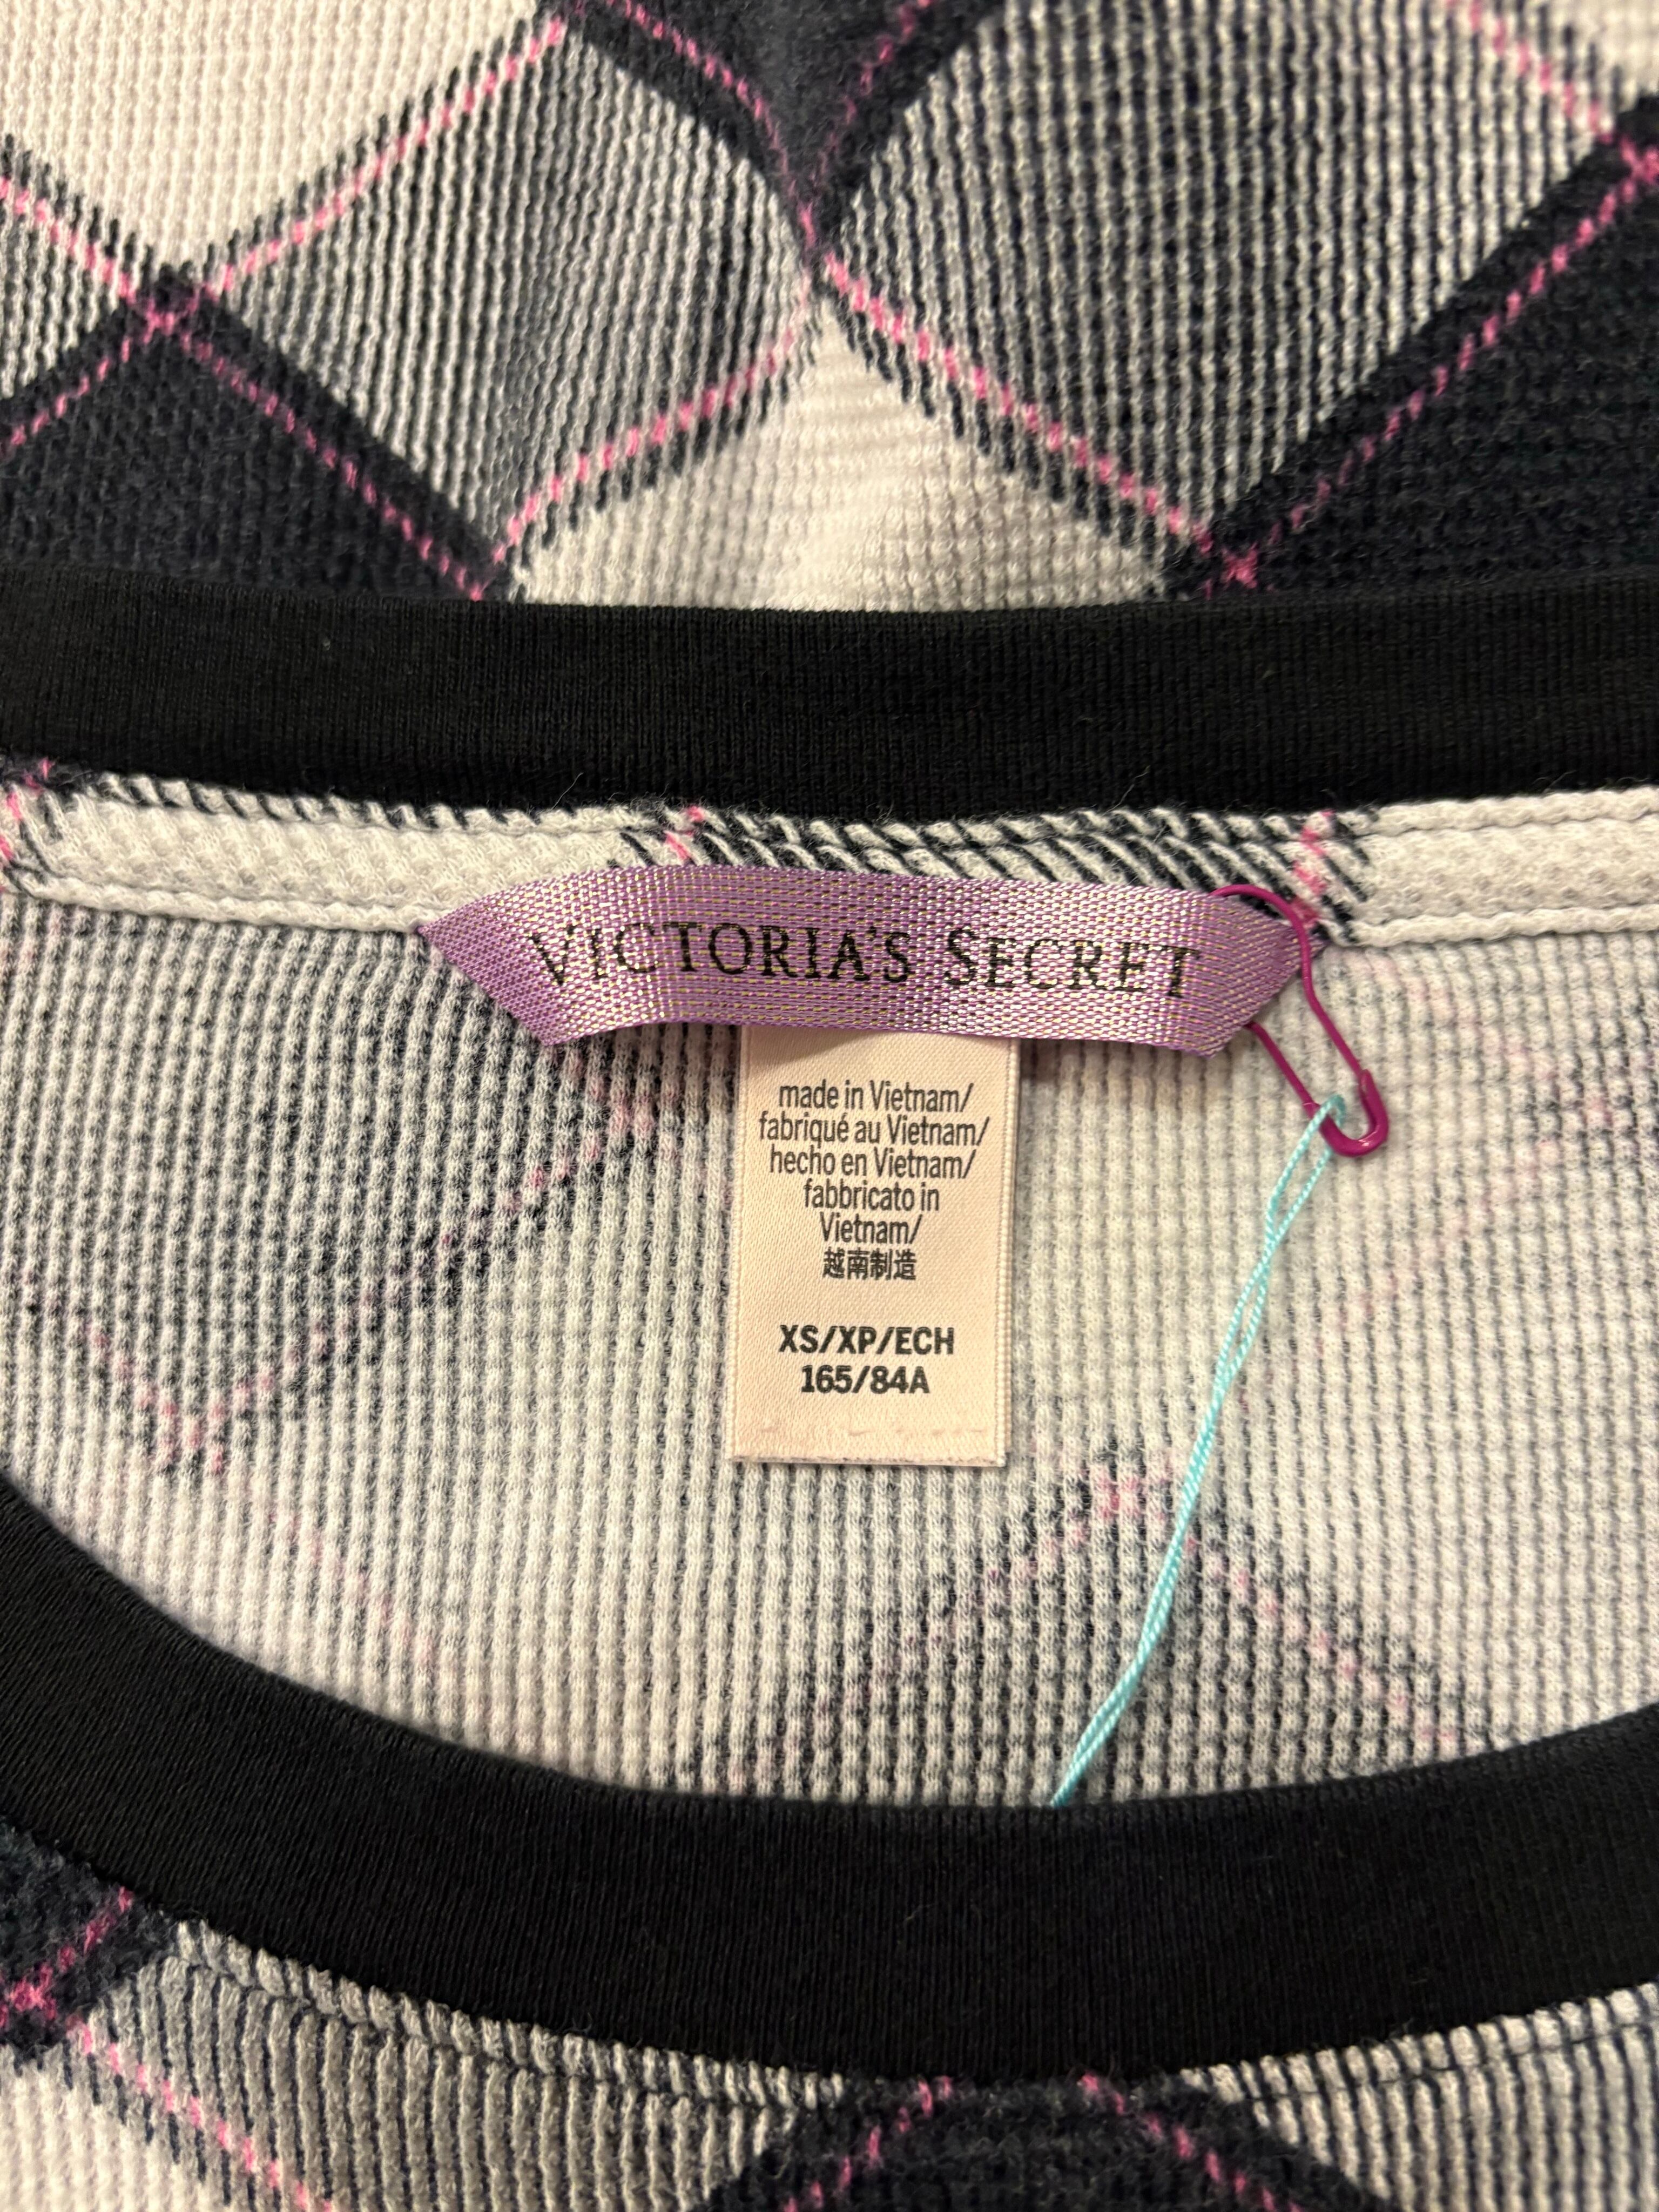 VICTORIA'S SECRET
made in Vietnam/
fabriqué au Vietnam/
hecho en Vietnam/
fabbricato in
Vietnam/
越南制造
XS/XP/ECH
165/84A